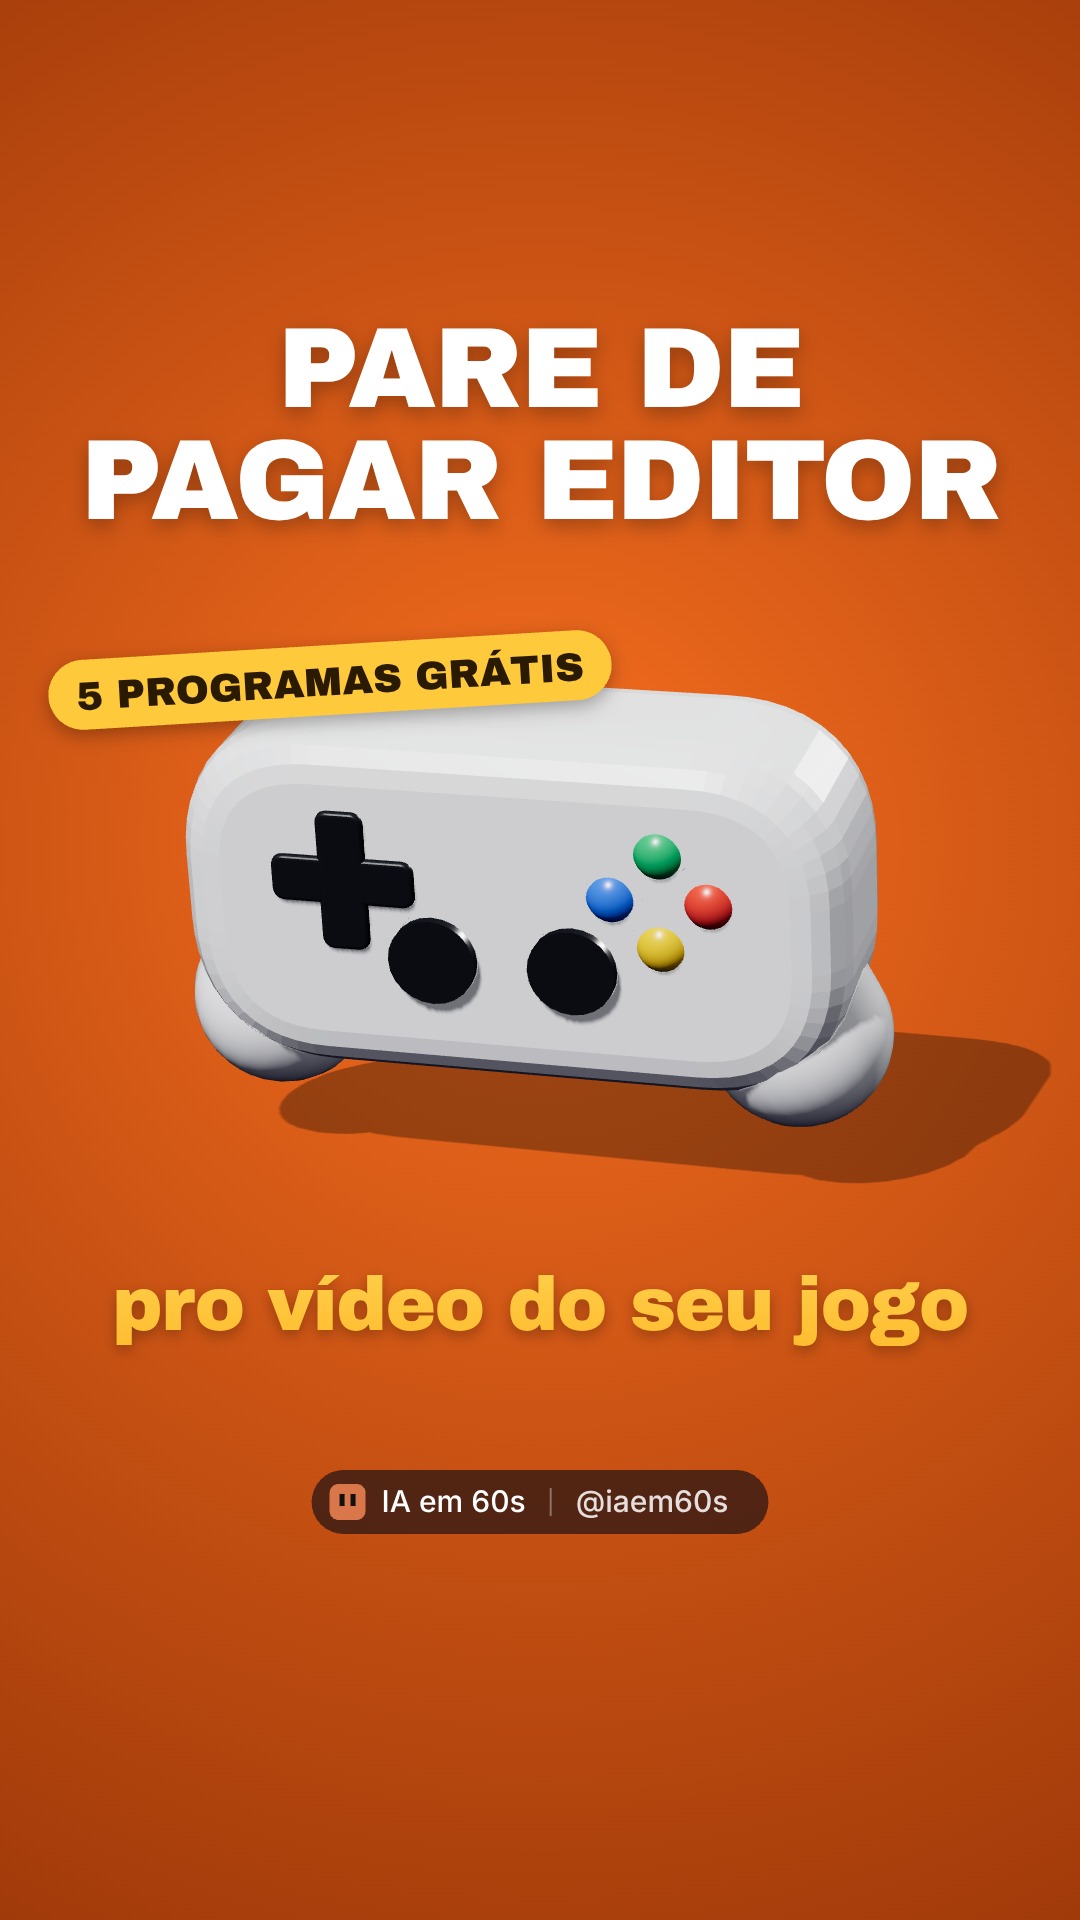 PARE DE
PAGAR EDITOR
5 PROGRAMAS GRÁTIS
pro vídeo do seu jogo
IA em 60s | @iaem60s